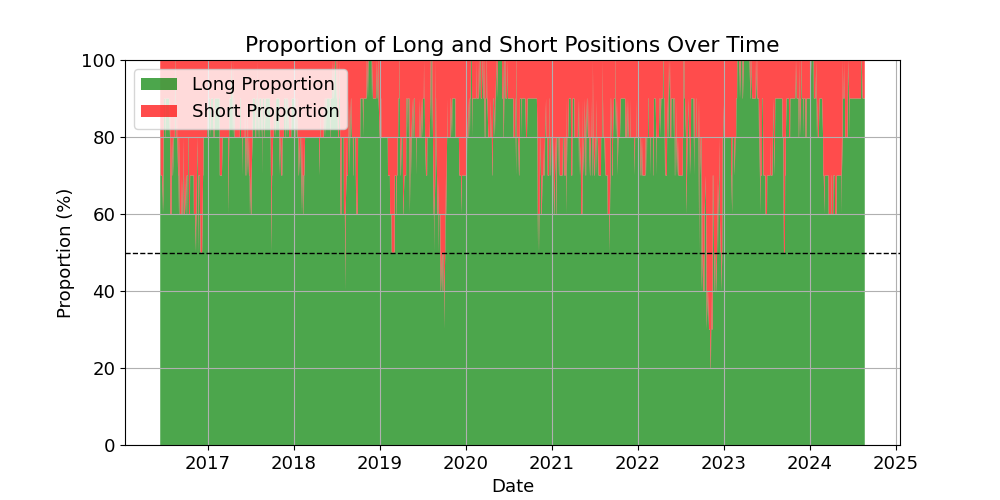 Proportion of Long and Short Positions Over Time
100
80
60
40
20
0
Proportion (%)
Long Proportion
Short Proportion
2017 2018 2019 2020 2021 2022 2023 2024 2025
Date